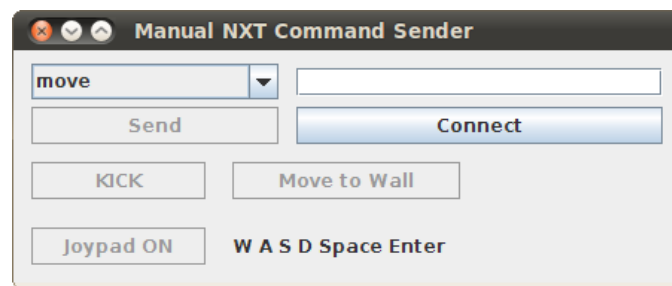 Manual NXT Command Sender
move
Send Connect
KICK Move to Wall
Joypad ON W A S D Space Enter